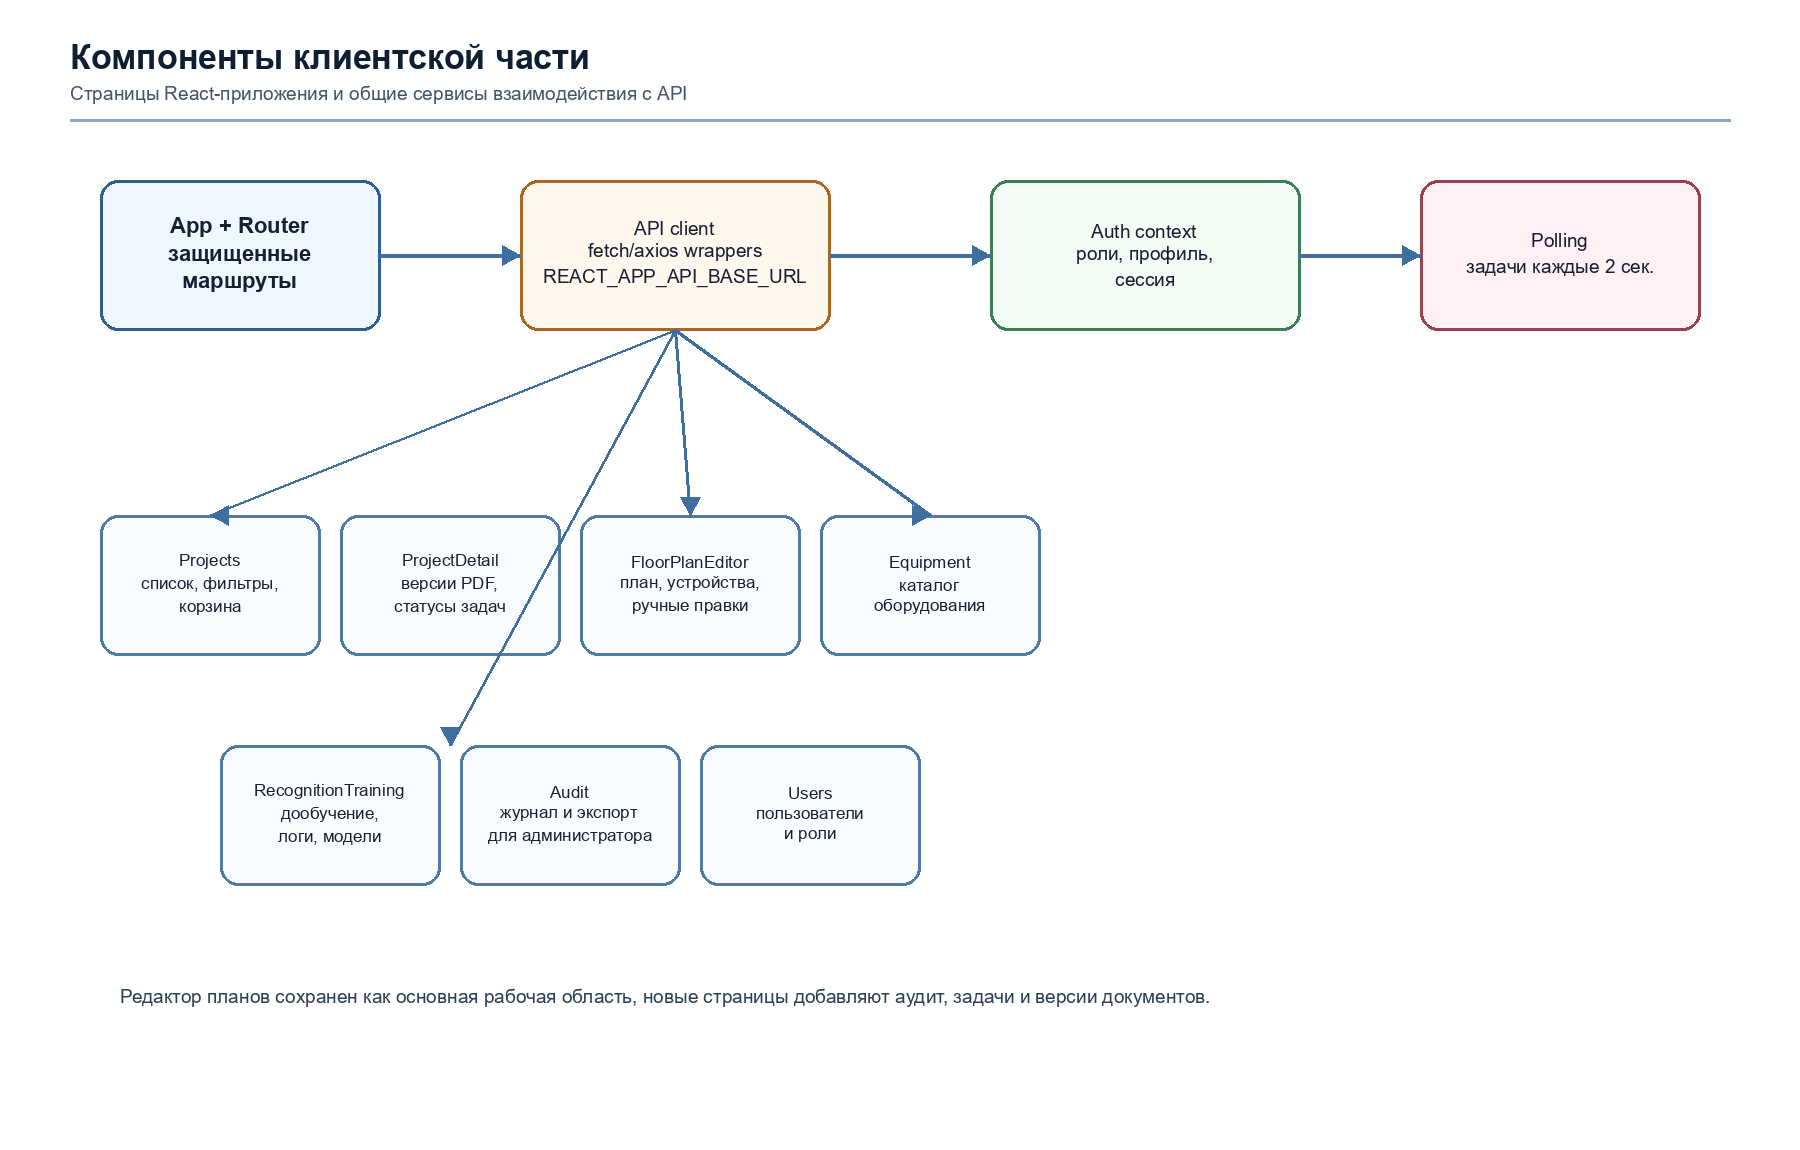 Компоненты клиентской части
Страницы React-приложения и общие сервисы взаимодействия с API
App + Router
защищенные
маршруты
API client
fetch/axios wrappers
REACT_APP_API_BASE_URL
Auth context
роли, профиль,
сессия
Polling
задачи каждые 2 сек.
Projects
список, фильтры,
корзина
ProjectDetail
версии PDF,
статусы задач
FloorPlanEditor
план, устройства,
ручные правки
Equipment
каталог
оборудования
RecognitionTraining
дообучение,
логи, модели
Audit
журнал и экспорт
для администратора
Users
пользователи
и роли
Редактор планов сохранен как основная рабочая область, новые страницы добавляют аудит, задачи и версии документов.